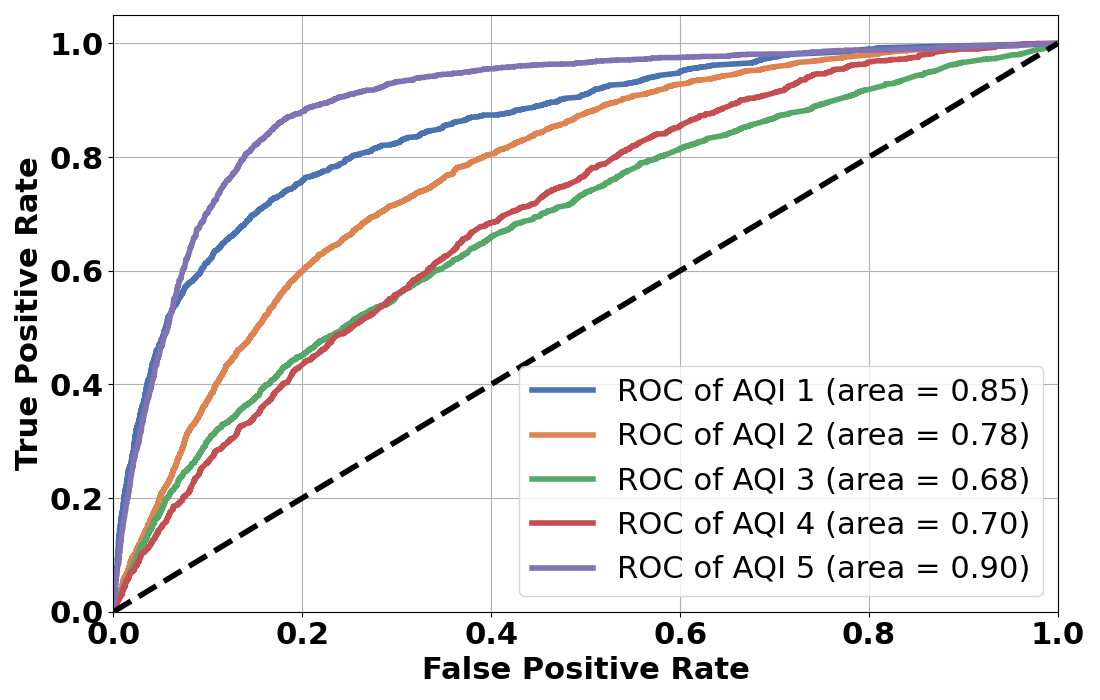 True Positive Rate
1.0
0.8
0.6
0.4
0.2
0.0
ROC of AQI 1 (area = 0.85)
ROC of AQI 2 (area = 0.78)
ROC of AQI 3 (area = 0.68)
ROC of AQI 4 (area = 0.70)
ROC of AQI 5 (area = 0.90)
0.0 0.2 0.4 0.6 0.8 1.0
False Positive Rate